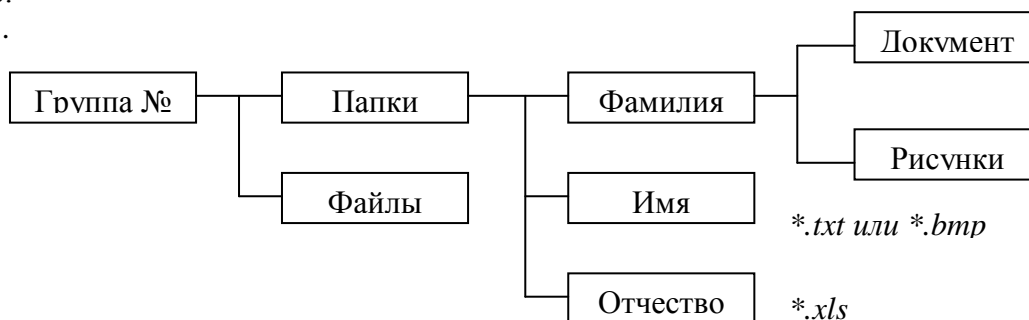 Документ
Группа № Папки Фамилия
Рисунки
Файлы Имя
*.txt или *.bmp
Отчество *.xls